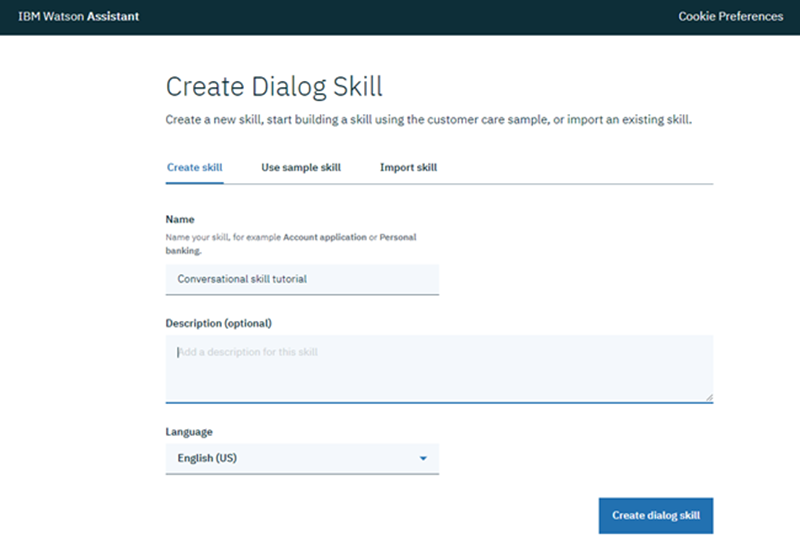 IBM Watson Assistant
Cookie Preferences
Create Dialog Skill
Create a new skill, start building a skill using the customer care sample, or import an existing skill.
Create skill
Use sample skill
Import skill
Name
Name your skill, for example Account application or Personal
banking.
Conversational skill tutorial
Description (optional)
Add a description for this skill
Language
English (US)
Create dialog skill